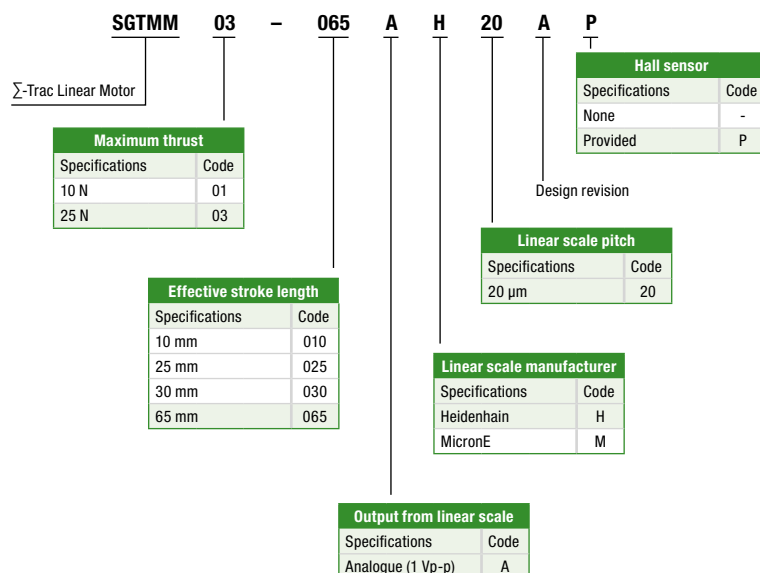 SGTMM 03 – 065 A H 20 A P
∑-Trac Linear Motor
Hall sensor
Specifications Code
None -
Provided P
Maximum thrust
Specifications Code
10 N 01
25 N 03
Design revision
Linear scale pitch
Specifications Code
20 µm 20
Effective stroke length
Specifications Code
10 mm 010
25 mm 025
30 mm 030
65 mm 065
Linear scale manufacturer
Specifications Code
Heidenhain H
MicronE M
Output from linear scale
Specifications Code
Analogue (1 Vp-p) A